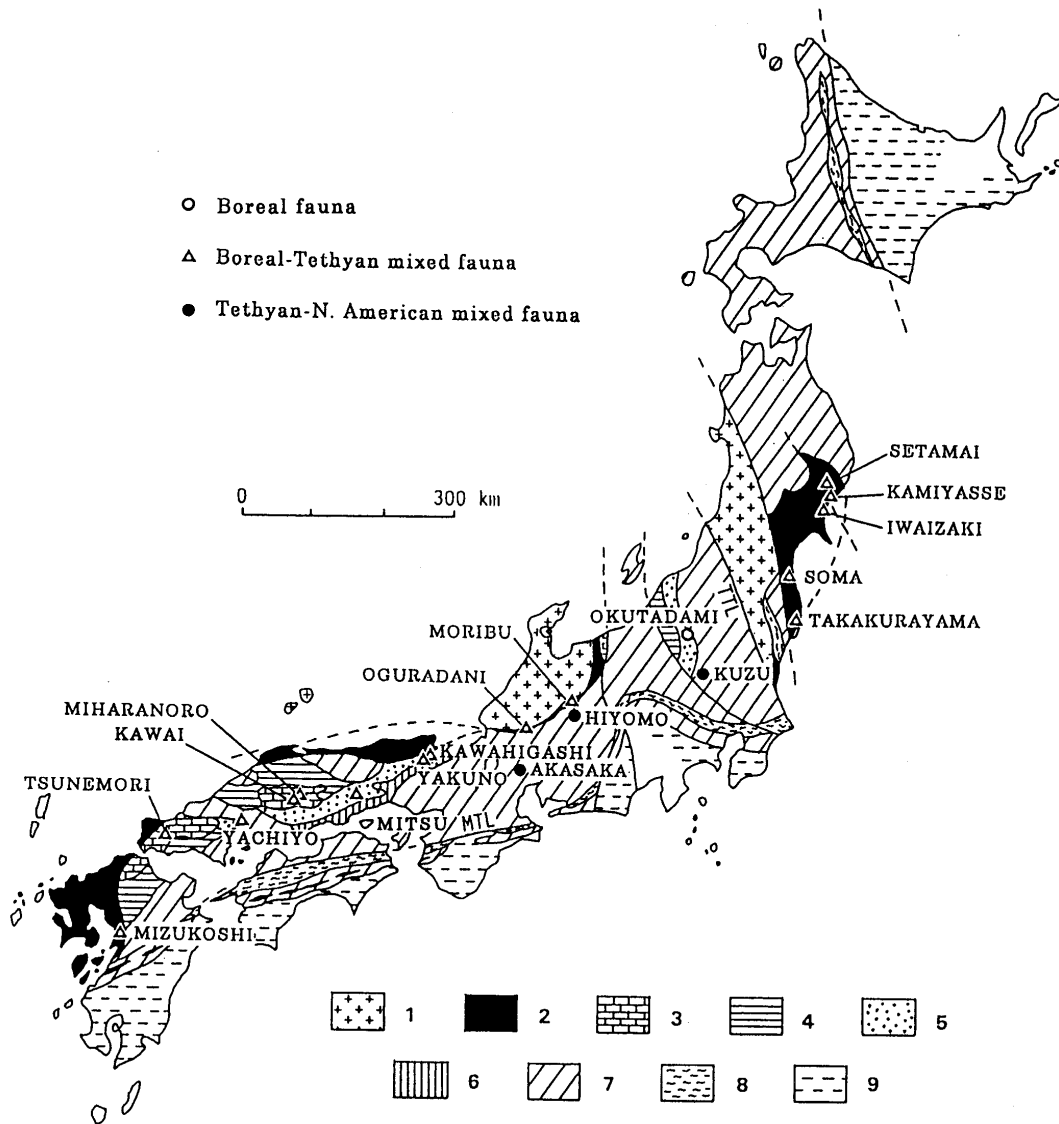 Boreal fauna
Boreal-Tethyan mixed fauna
Tethyan-N. American mixed fauna
0 300 km
SETAMAI
KAMIYASSE
IWAIZAKI
SOMA
TAKAKURAYAMA
TTL
OKUTADAMI
KUZU
MORIBU
OGURADANI
HIYOMO
MIHARANORO
KAWAI
KAWAHIGASHI
YAKUNO
AKASAKA
TSUNEMORI
YACHIYO
MITSU MTL
MIZUKOSHI
1 2 3 4 5
6 7 8 9